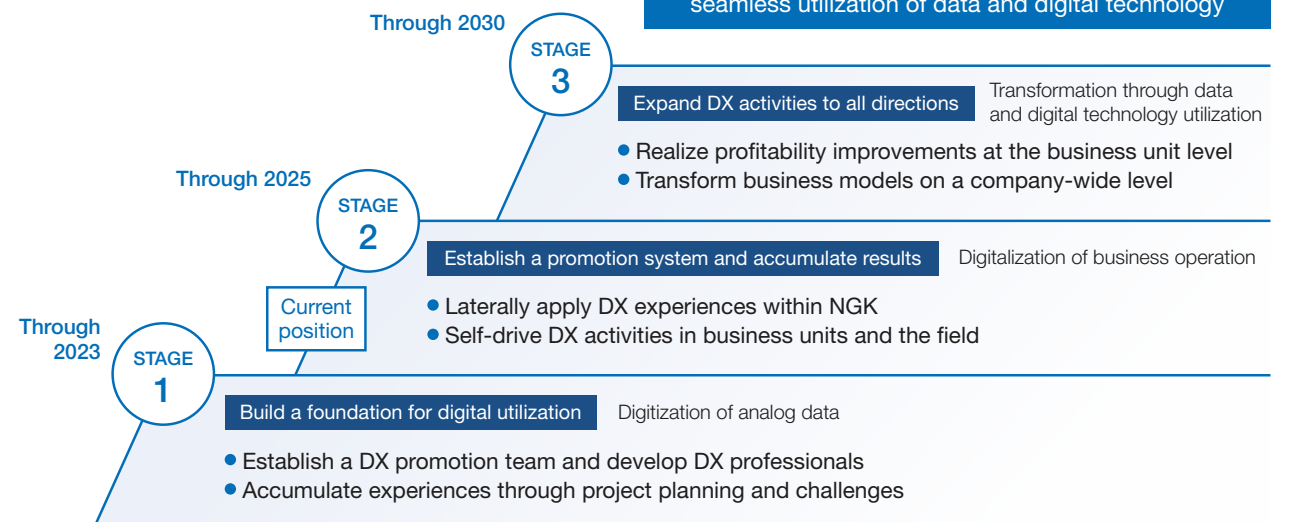 seamless utilization of data and digital technology
Through 2030
STAGE
3
Expand DX activities to all directions
Transformation through data
and digital technology utilization
● Realize profitability improvements at the business unit level
● Transform business models on a company-wide level
Through 2025
STAGE
2
Establish a promotion system and accumulate results
Digitalization of business operation
● Laterally apply DX experiences within NGK
● Self-drive DX activities in business units and the field
Current
position
Through
2023
STAGE
1
Build a foundation for digital utilization
Digitization of analog data
● Establish a DX promotion team and develop DX professionals
● Accumulate experiences through project planning and challenges